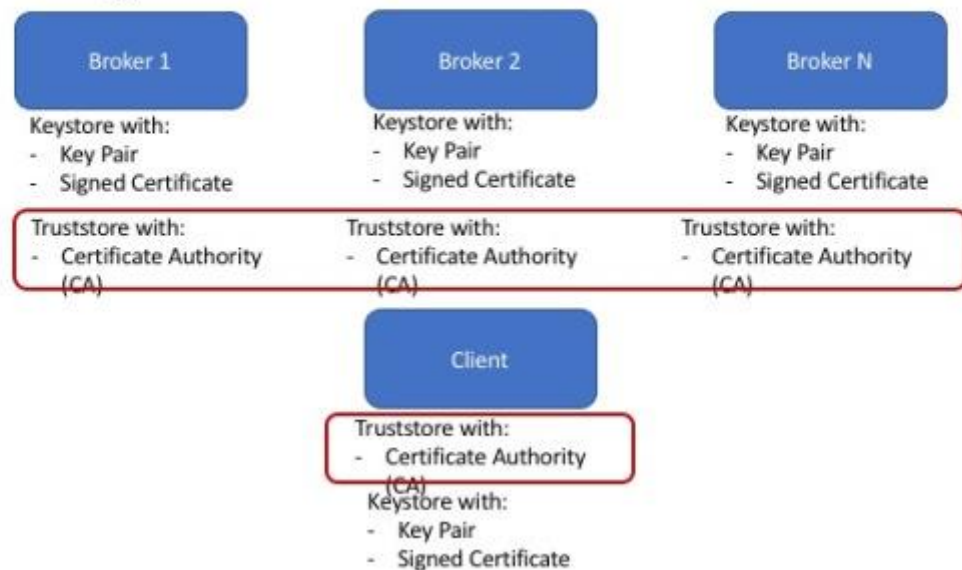 Broker 1
Broker 2
Broker N
Keystore with:
- Key Pair
- Signed Certificate
Keystore with:
- Key Pair
- Signed Certificate
Keystore with:
- Key Pair
- Signed Certificate
Truststore with:
- Certificate Authority
(CA)
Truststore with:
- Certificate Authority
(CA)
Truststore with:
- Certificate Authority
(CA)
Client
Truststore with:
- Certificate Authority
(CA)
Keystore with:
- Key Pair
- Signed Certificate